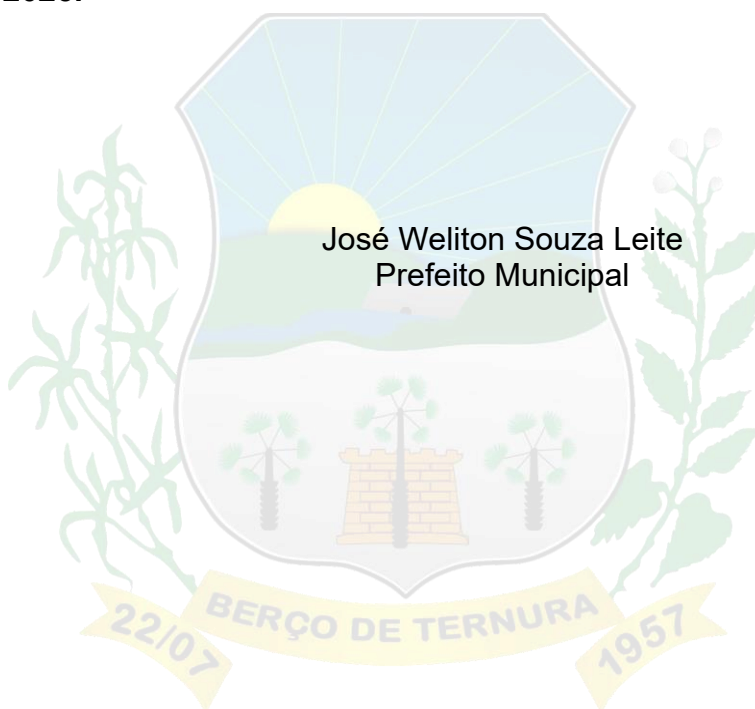 José Weliton Souza Leite
Prefeito Municipal
22/07
BERÇO DE TERNURA
1957